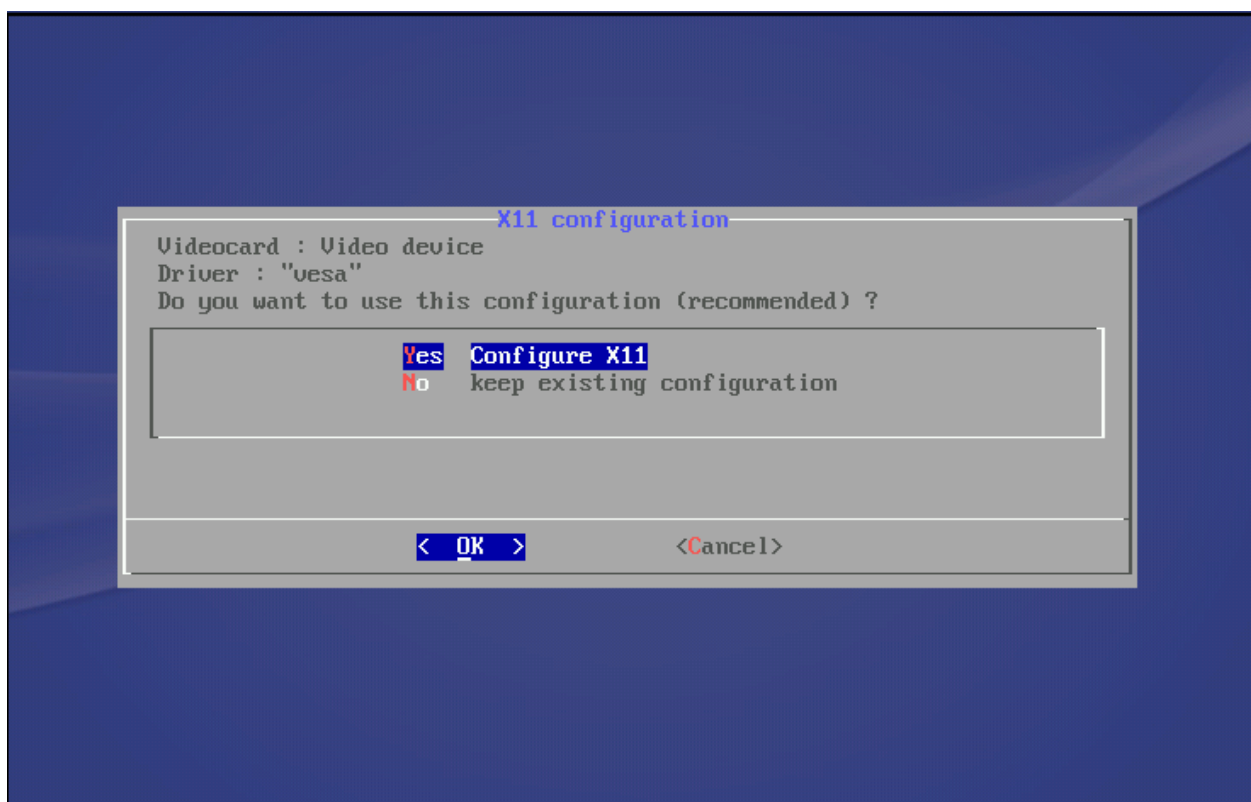 X11 configuration
Videocard : Video device
Driver : "vesa"
Do you want to use this configuration (recommended) ?
Yes Configure X11
No keep existing configuration
< OK > <Cancel>